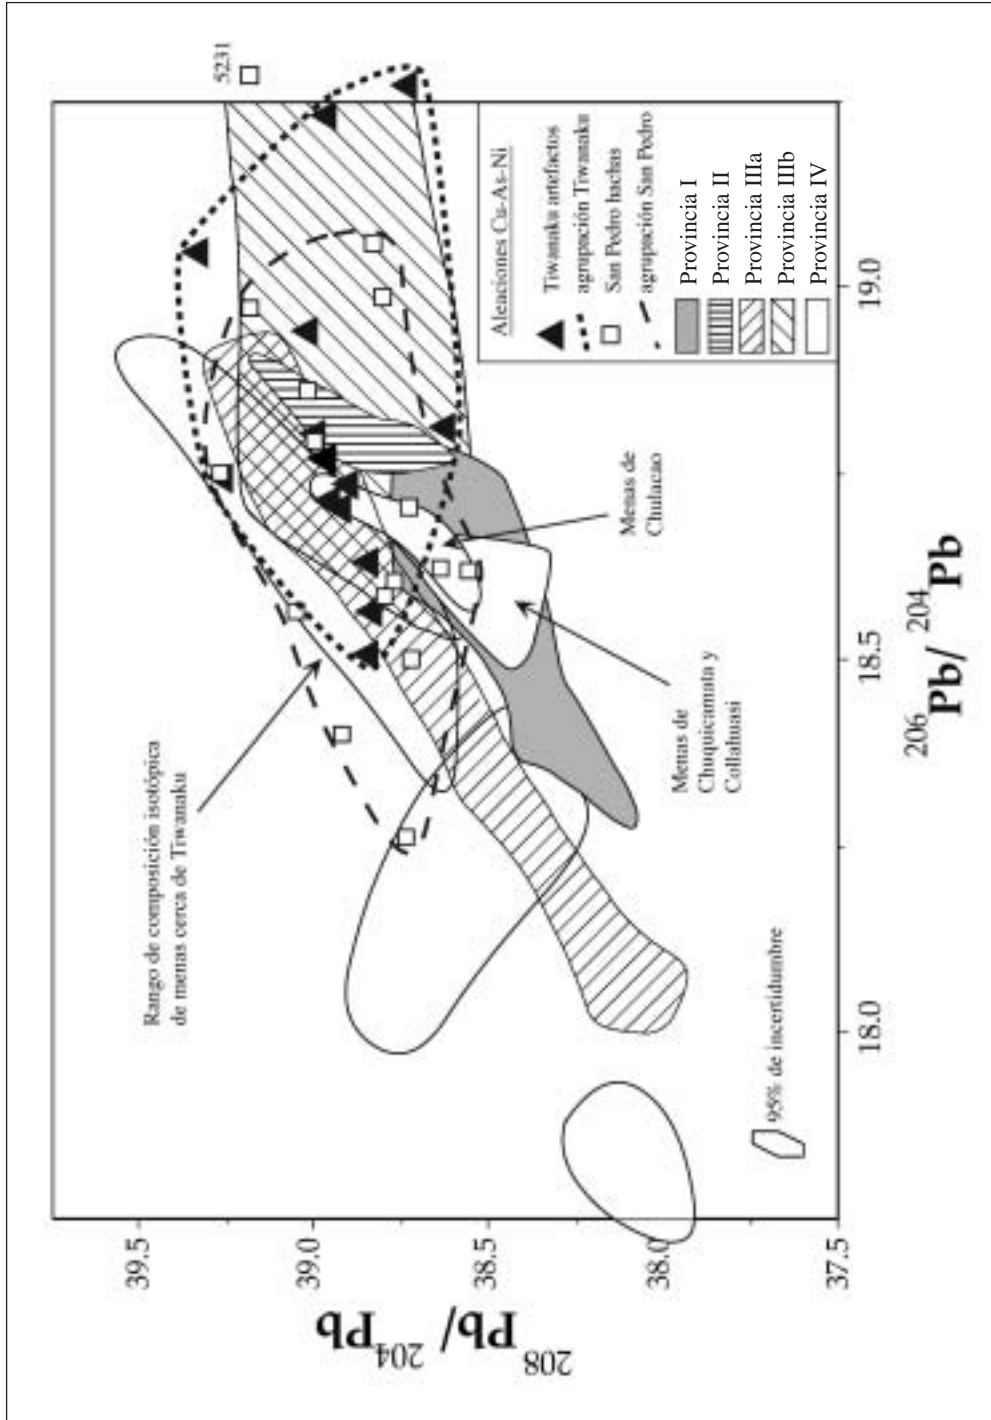 5231
Aleaciones Cu-As-Ni
Tiwanaku artefactos
agrupación Tiwanaku
San Pedro hachas
agrupación San Pedro
Provincia I
Provincia II
Provincia IIIa
Provincia IIIb
Provincia IV
Rango de composición isotópica
de menas cerca de Tiwanaku
Menas de
Chulacao
Menas de
Chuquicamata y
Collahuasi
95% de incertidumbre
39.5
39.0
38.5
38.0
37.5
18.0
18.5
19.0
208Pb/ 204Pb
206Pb/ 204Pb